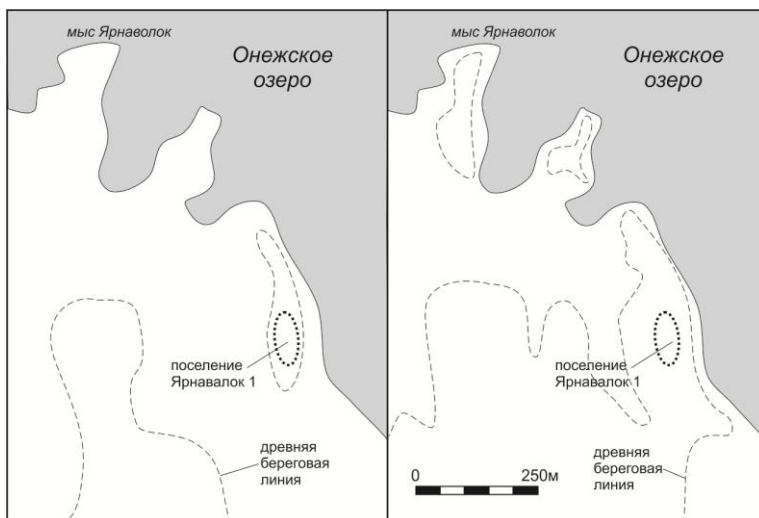 мыс Ярнаволок
Онежское
озеро
поселение
Ярнавалок 1
древняя
береговая
линия
мыс Ярнаволок
Онежское
озеро
поселение
Ярнавалок 1
0
250м
древняя
береговая
линия